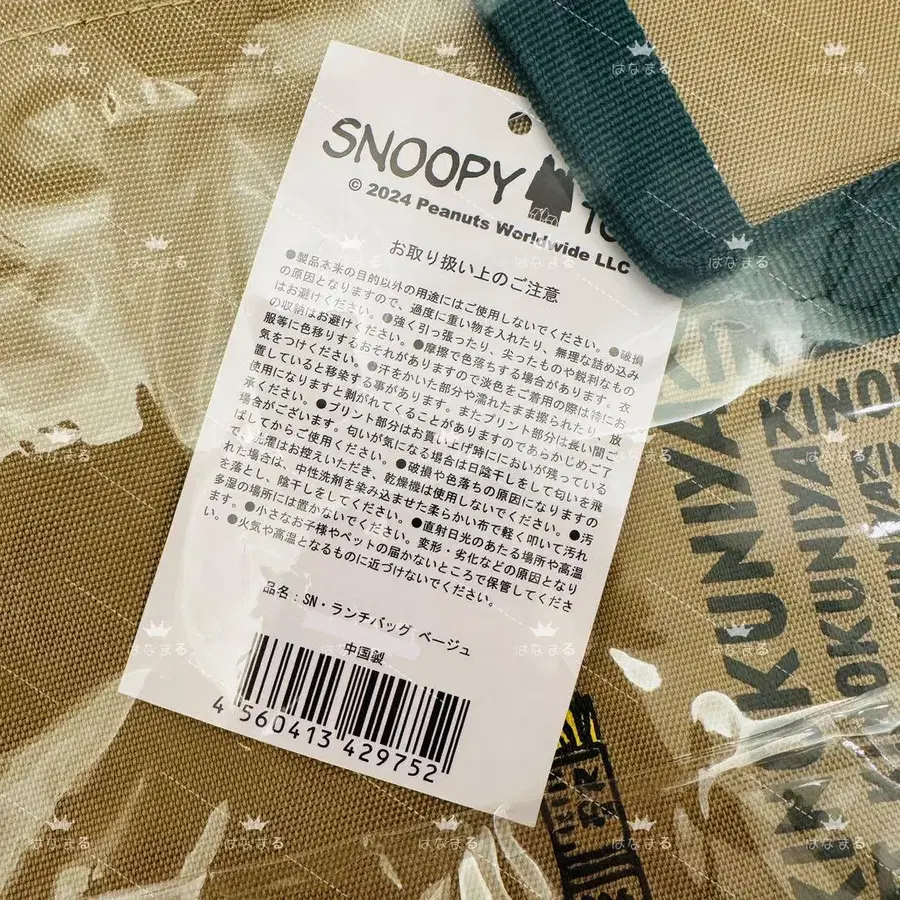 SNOOPY TO
© 2024 Peanuts Worldwide LLC
お取り扱い上のご注意
●製品本来の目的以外の用途にはご使用しないでください。●破損
の原因となりますので、過度に重い物を入れたり、無理な詰め込み
はお避けください。●強く引っ張ったり、尖ったものや鋭利なもの
の収納はお避けください。●摩擦で色落ちする場合があります。衣
服等に色移りするおそれがありますので淡色をご着用の際は特にお
気をつけください。●汗をかいた部分や濡れたまま擦られたり、放
置していると移染する事があります。またプリント部分は長い間ご
使用になりますと剥がれてくることがありますのであらかじめご了
承ください。●プリント部分はお買い上げ時ににおいが残っている
場合がございます。匂いが気になる場合は日陰干しをして匂いを飛
ばしてからご使用ください。●破損や色落ちの原因になりますの
で、洗濯はお控えいただき、乾燥機は使用しないでください。●汚
れた場合は、中性洗剤を染み込ませた柔らかい布で軽く叩いて汚れ
を落とし、陰干しをしてください。●直射日光のあたる場所や高温
多湿の場所には置かないでください。変形・劣化などの原因となり
ます。●小さなお子様やペットの届かないところで保管してくださ
い。●火気や高温となるものに近づけないでください。
品名：SN・ランチバッグ ベージュ
中国製
4 560413 429752
KINOKUNIYA
KINOKUNIYA
はなまる